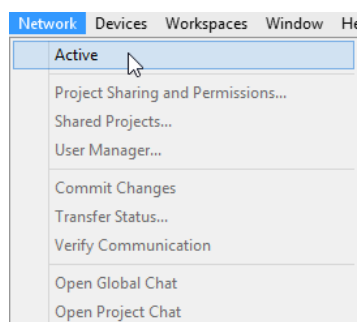 Network Devices Workspaces Window He
Active
Project Sharing and Permissions...
Shared Projects...
User Manager...
Commit Changes
Transfer Status...
Verify Communication
Open Global Chat
Open Project Chat